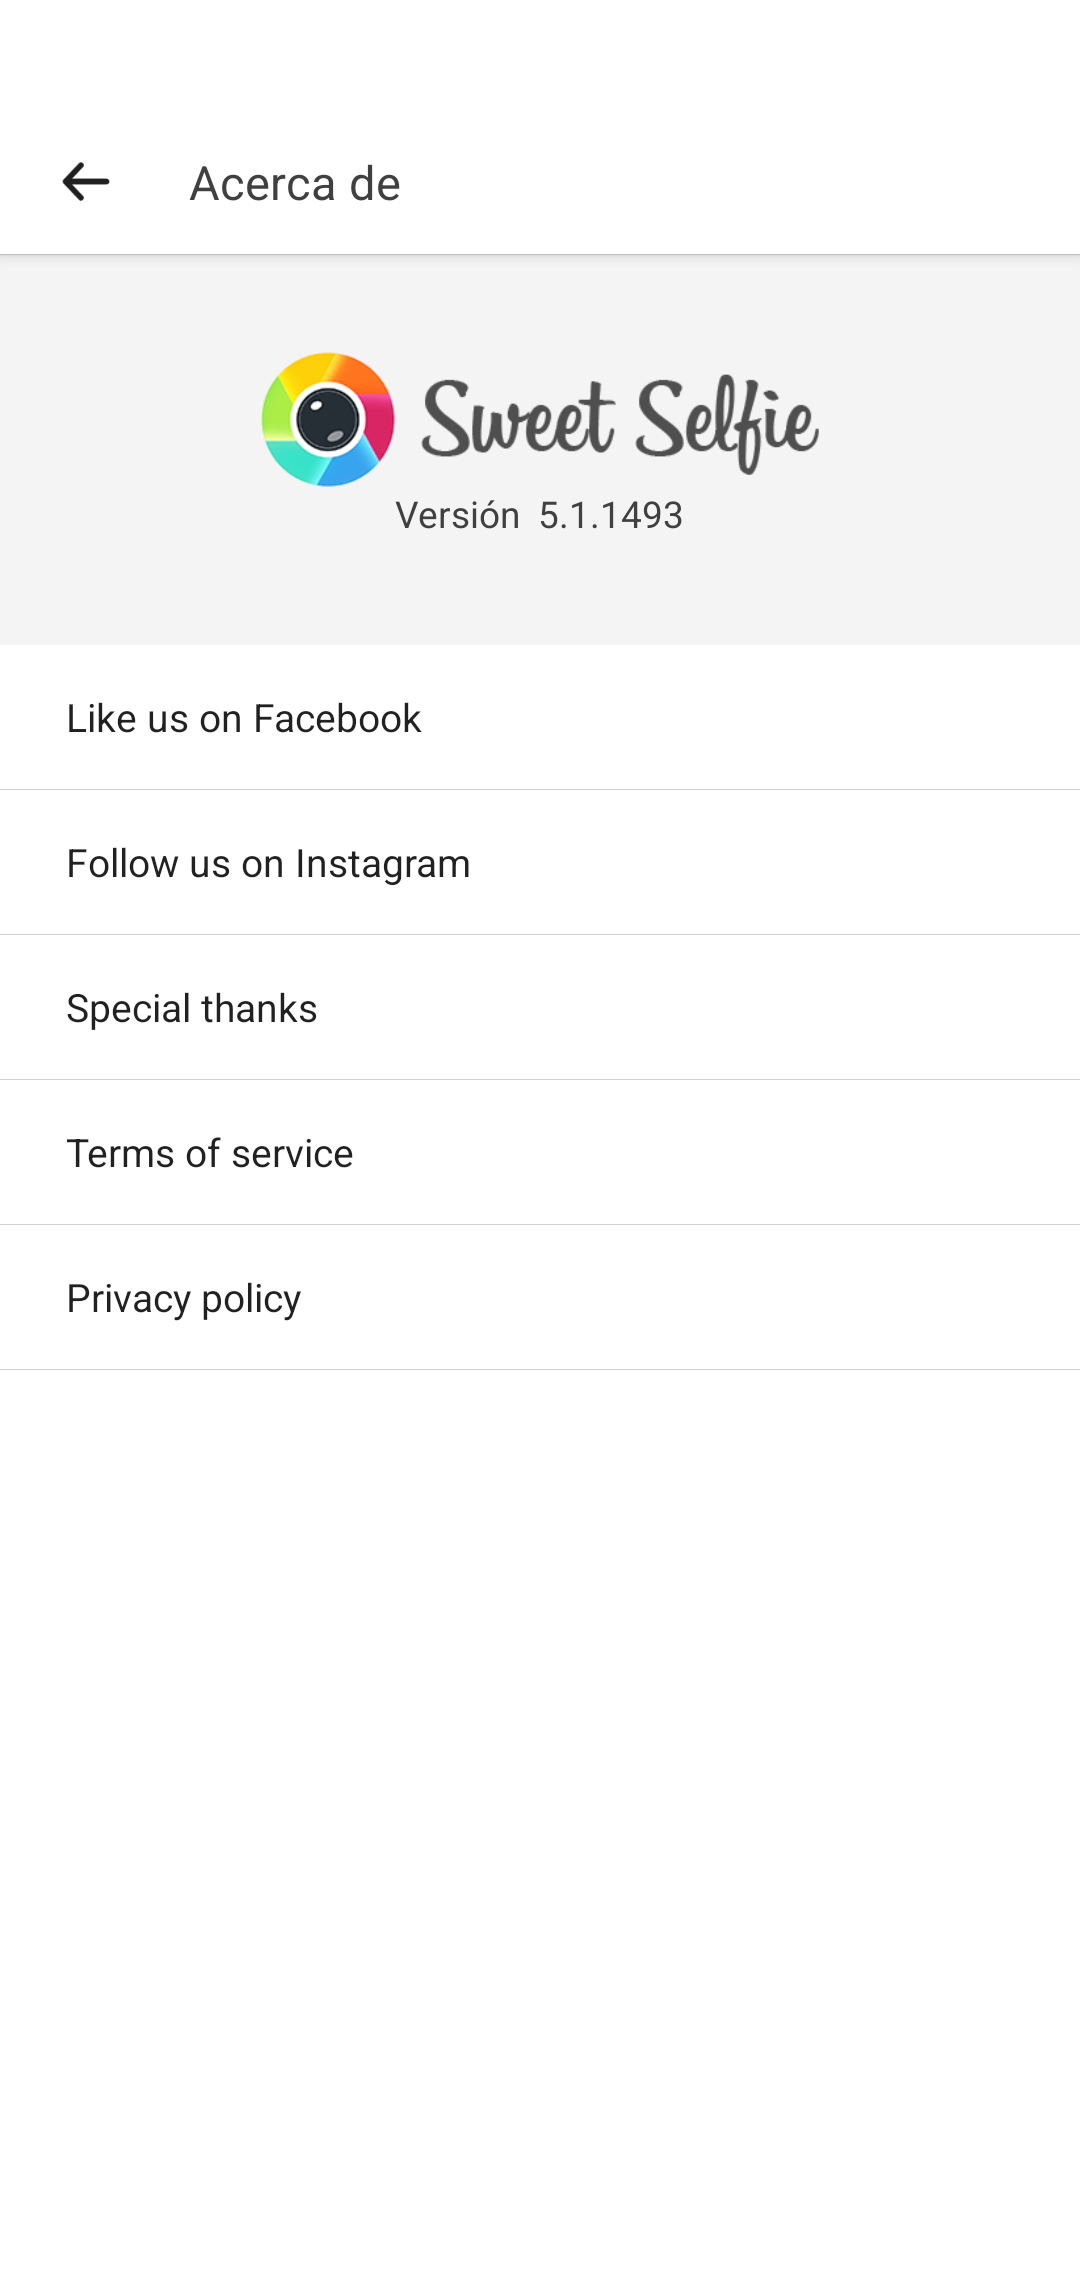 Acerca de
Sweet Selfie
Versión 5.1.1493
Like us on Facebook
Follow us on Instagram
Special thanks
Terms of service
Privacy policy